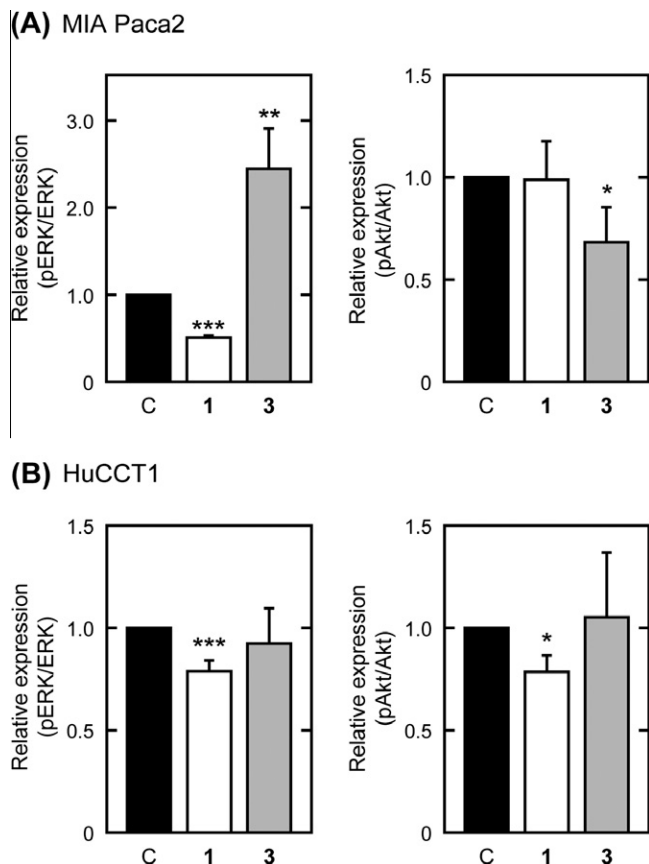 (A) MIA Paca2
Relative expression
(pERK/ERK)
3.0
2.0
1.0
0
**
***
C 1 3
Relative expression
(pAkt/Akt)
1.5
1.0
0.5
0
*
C 1 3
(B) HuCCT1
Relative expression
(pERK/ERK)
1.5
1.0
0.5
0
***
C 1 3
Relative expression
(pAkt/Akt)
1.5
1.0
0.5
0
*
C 1 3